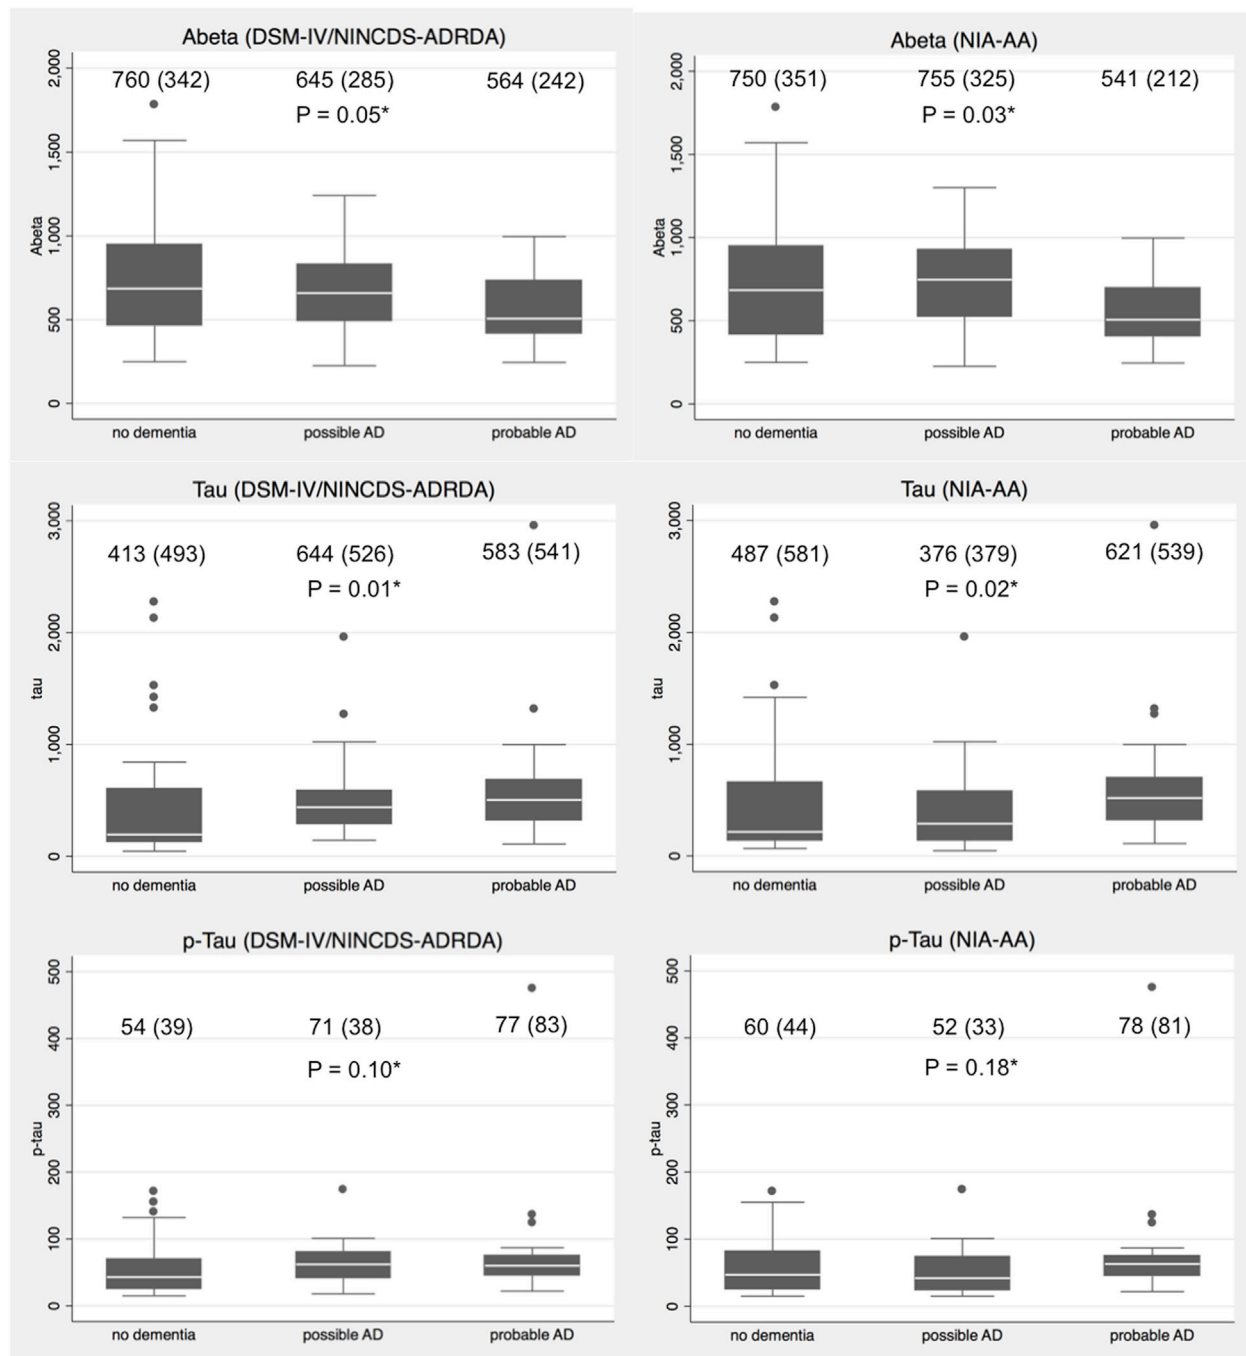 Abeta (DSM-IV/NINCDS-ADRDA)
2,000
760 (342) 645 (285) 564 (242)
P = 0.05*
1,500
Abeta
1,000
500
0
no dementia possible AD probable AD
Abeta (NIA-AA)
2,000
750 (351) 755 (325) 541 (212)
P = 0.03*
1,500
Abeta
1,000
500
0
no dementia possible AD probable AD
Tau (DSM-IV/NINCDS-ADRDA)
3,000
413 (493) 644 (526) 583 (541)
P = 0.01*
2,000
tau
1,000
0
no dementia possible AD probable AD
Tau (NIA-AA)
3,000
487 (581) 376 (379) 621 (539)
P = 0.02*
2,000
tau
1,000
0
no dementia possible AD probable AD
p-Tau (DSM-IV/NINCDS-ADRDA)
500
54 (39) 71 (38) 77 (83)
400
P = 0.10*
300
p-tau
200
100
0
no dementia possible AD probable AD
p-Tau (NIA-AA)
500
60 (44) 52 (33) 78 (81)
400
P = 0.18*
300
p-tau
200
100
0
no dementia possible AD probable AD